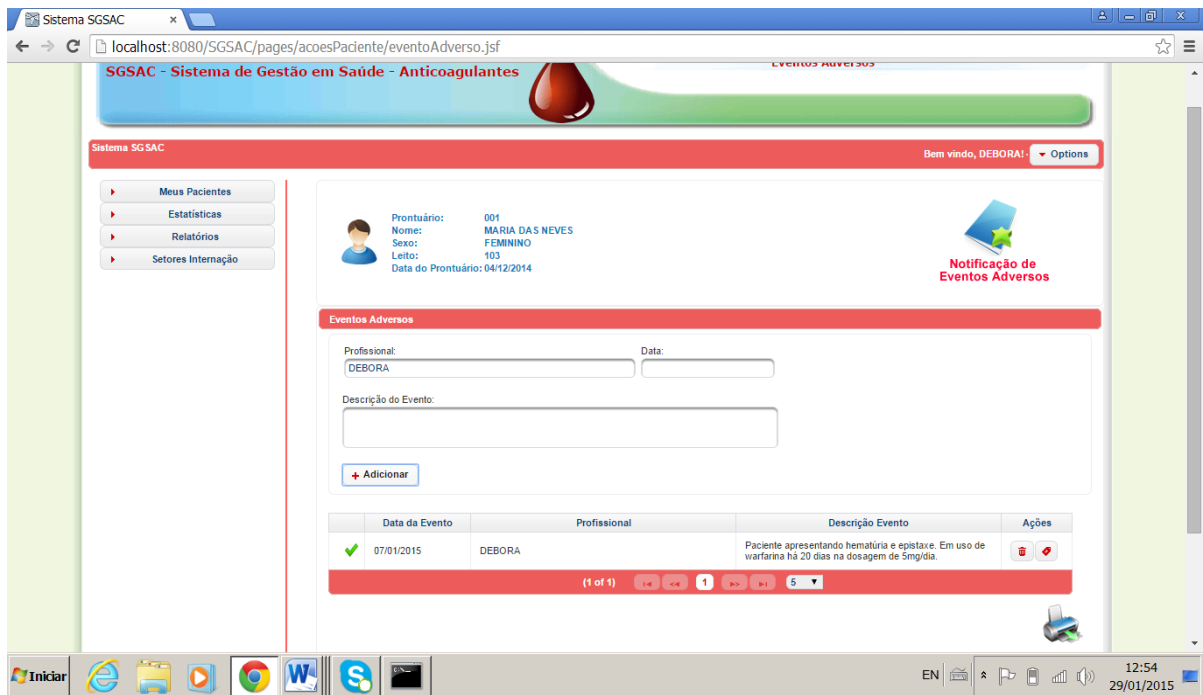 Sistema SGSAC
localhost:8080/SGSAC/pages/acoesPaciente/eventoAdverso.jsf
SGSAC - Sistema de Gestão em Saúde - Anticoagulantes
Eventos Adversos
Sistema SGSAC
Bem vindo, DEBORA! -
Options
Meus Pacientes
Estatísticas
Relatórios
Setores Internação
Prontuário: 001
Nome: MARIA DAS NEVES
Sexo: FEMININO
Leito: 103
Data do Prontuário: 04/12/2014
Notificação de
Eventos Adversos
Eventos Adversos
Profissional: Data:
DEBORA
Descrição do Evento:
+ Adicionar
Data da Evento Profissional Descrição Evento Ações
07/01/2015 DEBORA Paciente apresentando hematúria e epistaxe. Em uso de
warfarina há 20 dias na dosagem de 5mg/dia.
(1 of 1) 1 5
Iniciar
EN
12:54
29/01/2015